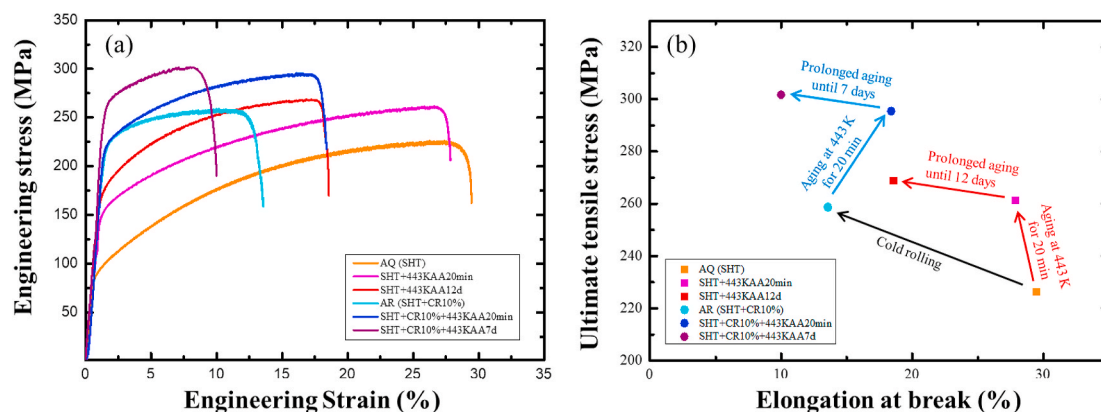 (a)
Engineering stress (MPa)
350
300
250
200
150
100
50
0
5
10
15
20
25
30
35
Engineering Strain (%)
AQ (SHT)
SHT+443KAA20min
SHT+443KAA12d
AR (SHT+CR10%)
SHT+CR10%+443KAA20min
SHT+CR10%+443KAA7d
(b)
Ultimate tensile stress (MPa)
320
300
280
260
240
220
200
0
10
20
30
Elongation at break (%)
Prolonged aging
until 7 days
Aging at 443 K
for 20 min
Prolonged aging
until 12 days
Aging at 443 K
for 20 min
Cold rolling
AQ (SHT)
SHT+443KAA20min
SHT+443KAA12d
AR (SHT+CR10%)
SHT+CR10%+443KAA20min
SHT+CR10%+443KAA7d